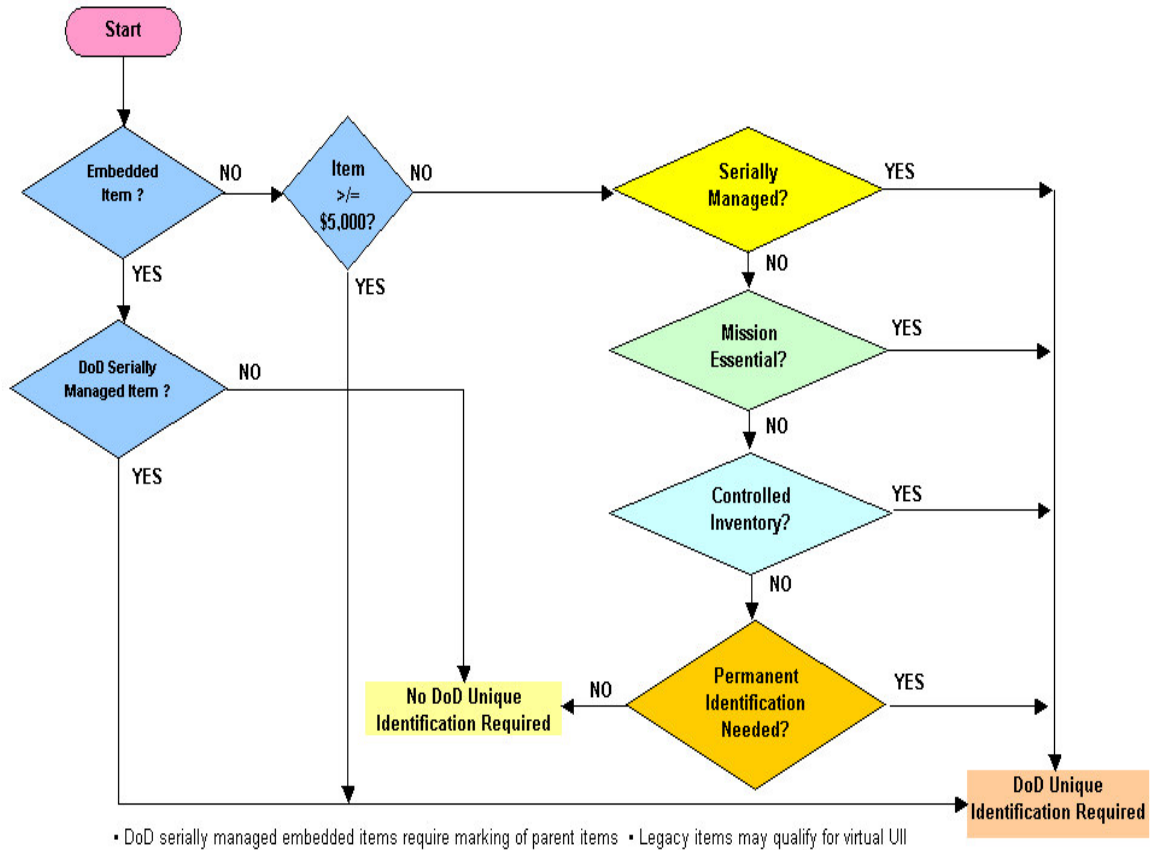 Start
Embedded
Item ?
NO
Item
>/=
$5,000?
NO
Serially
Managed?
YES
YES
YES
NO
DoD Serially
Managed Item ?
NO
Mission
Essential?
YES
YES
NO
Controlled
Inventory?
YES
NO
Permanent
Identification
Needed?
NO
YES
No DoD Unique
Identification Required
DoD Unique
Identification Required
▪ DoD serially managed embedded items require marking of parent items ▪ Legacy items may qualify for virtual UII